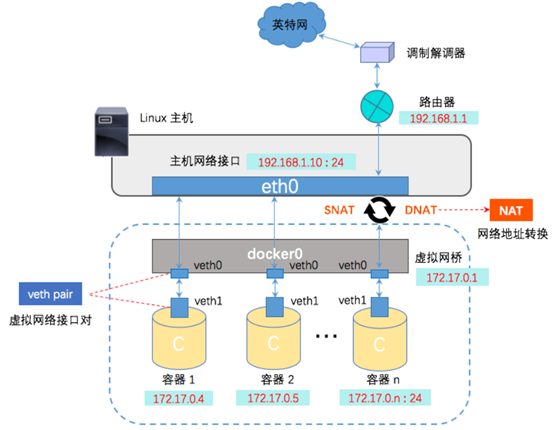 英特网
调制解调器
路由器
192.168.1.1
Linux 主机
主机网络接口 192.168.1.10 : 24
eth0
SNAT DNAT NAT
网络地址转换
docker0
虚拟网桥
172.17.0.1
veth0 veth0 veth0
veth pair
虚拟网络接口对
veth1 veth1 veth1
C C ... C
容器 1 容器 2 容器 n
172.17.0.4 172.17.0.5 172.17.0.n : 24